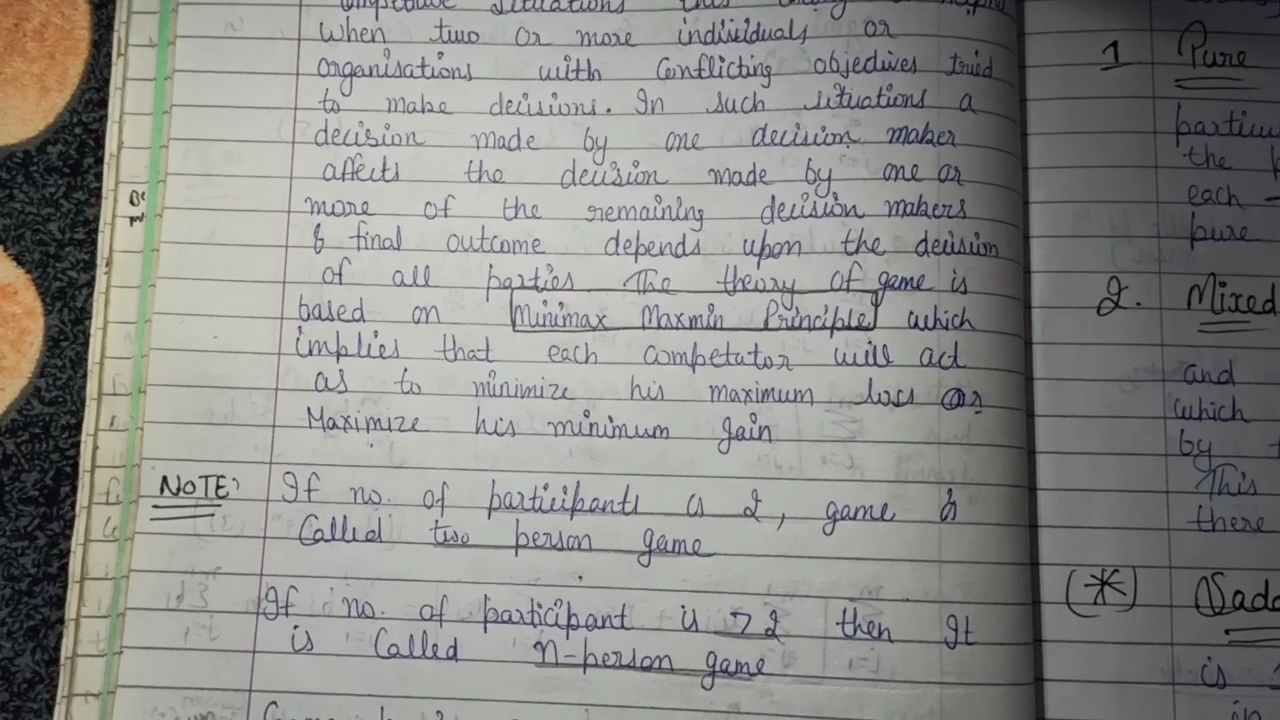 situations
when two or more individuals or
organisations with Conflicting objectives tried
to make decisions. In such situations a
decision made by one decision maker
affects the decision made by one or
more of the remaining decision makers
& final outcome depends upon the decision
of all parties The theory of game is
based on Minimax Maxmin Principle which
implies that each competator will act
as to minimize his maximum loss or
Maximize his minimum gain
NOTE:
If no. of participants is 2, game is
Called two person game
If no. of participant is > 2 then It
is Called n-person game
1 Pure
the
each
pure
2. Mixed
and
which
by
This
there
(*)
is
in